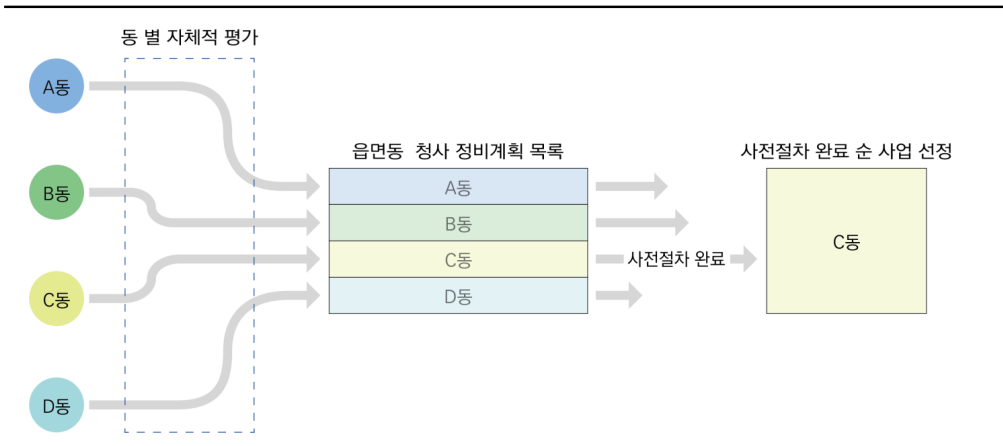 동 별 자체적 평가
A동
B동
C동
D동
읍면동 청사 정비계획 목록
A동
B동
C동
D동
사전절차 완료
사전절차 완료 순 사업 선정
C동